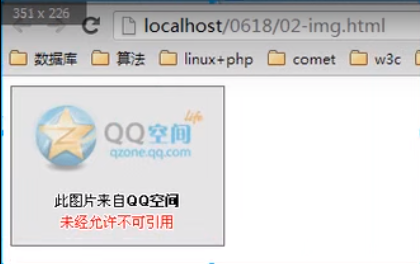 351 x 226
localhost/0618/02-img.html
数据库 算法 linux+php comet w3c
QQ空间 life
qzone.qq.com
此图片来自QQ空间
未经允许不可引用